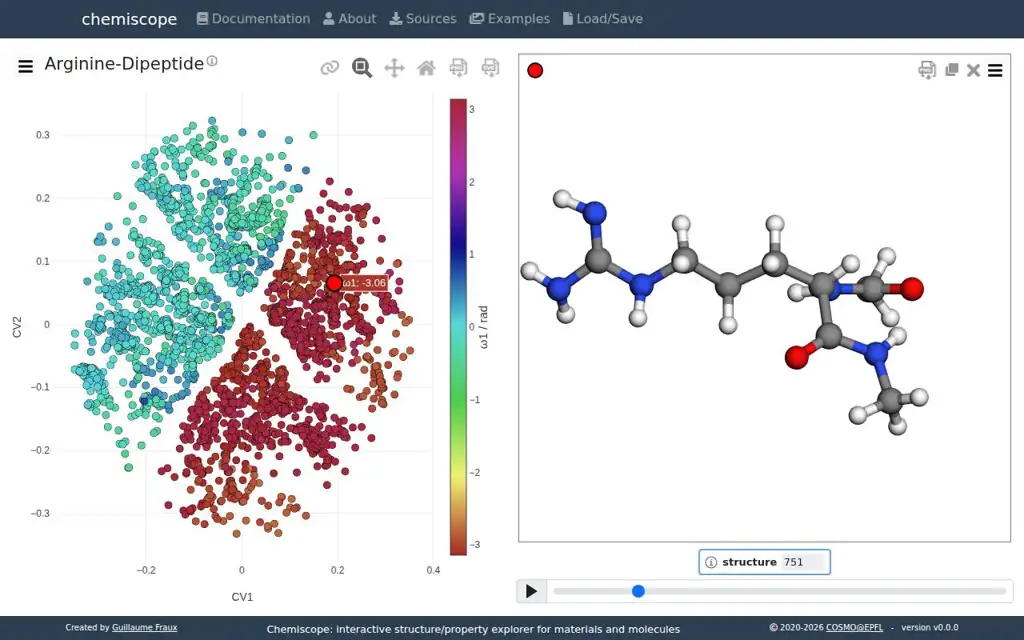 chemiscope Documentation About Sources Examples Load/Save
Arginine-Dipeptide
0.3
0.2
0.1
0
−0.1
−0.2
−0.3
CV2
−0.2
0
0.2
0.4
CV1
ω1: -3.06
3
2
1
0
−1
−2
−3
ω1 / rad
structure 751
Created by Guillaume Fraux
Chemiscope: interactive structure/property explorer for materials and molecules
© 2020-2026 COSMO@EPFL - version v0.0.0